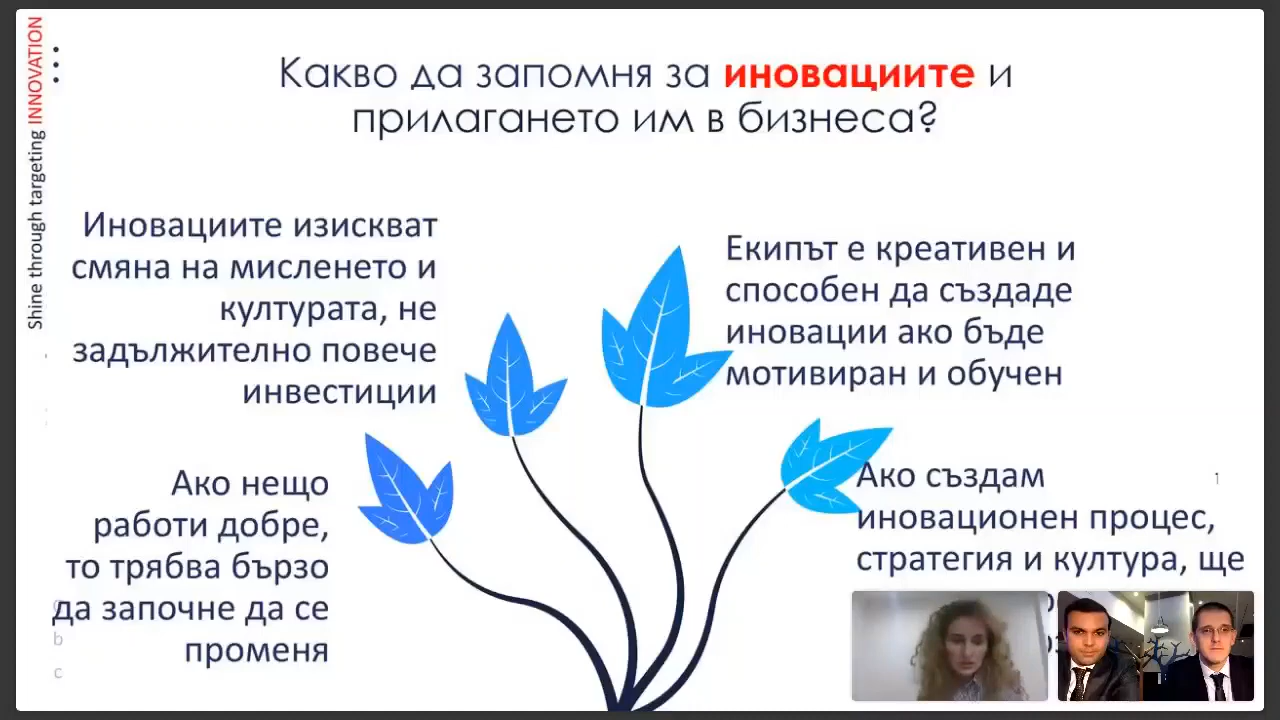 Shine through targeting INNOVATION
Какво да запомня за иновациите и
прилагането им в бизнеса?
Иновациите изискват
смяна на мисленето и
културата, не
задължително повече
инвестиции
Екипът е креативен и
способен да създаде
иновации ако бъде
мотивиран и обучен
Ако нещо
работи добре,
то трябва бързо
да започне да се
променя
Ако създам
иновационен процес,
стратегия и култура, ще
1
b
c